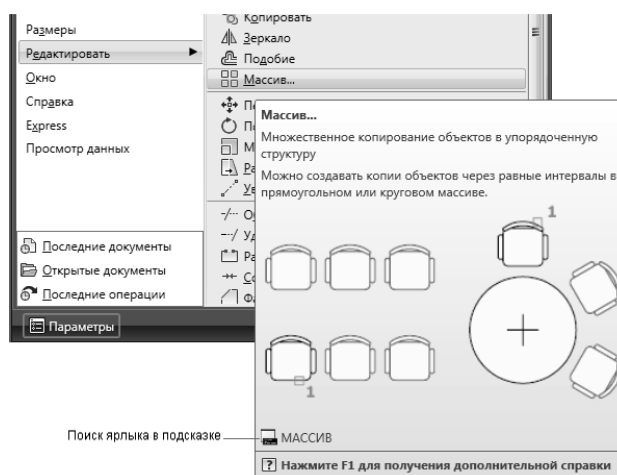 Копировать
Размеры
Зеркало
Редактировать
Подобие
Окно
Массив...
Справка
Express
Просмотр данных
Массив...
Множественное копирование объектов в упорядоченную
структуру
Можно создавать копии объектов через равные интервалы в
прямоугольном или круговом массиве.
1
1
Последние документы
Открытые документы
Последние операции
Параметры
Поиск ярлыка в подсказке
МАССИВ
? Нажмите F1 для получения дополнительной справки